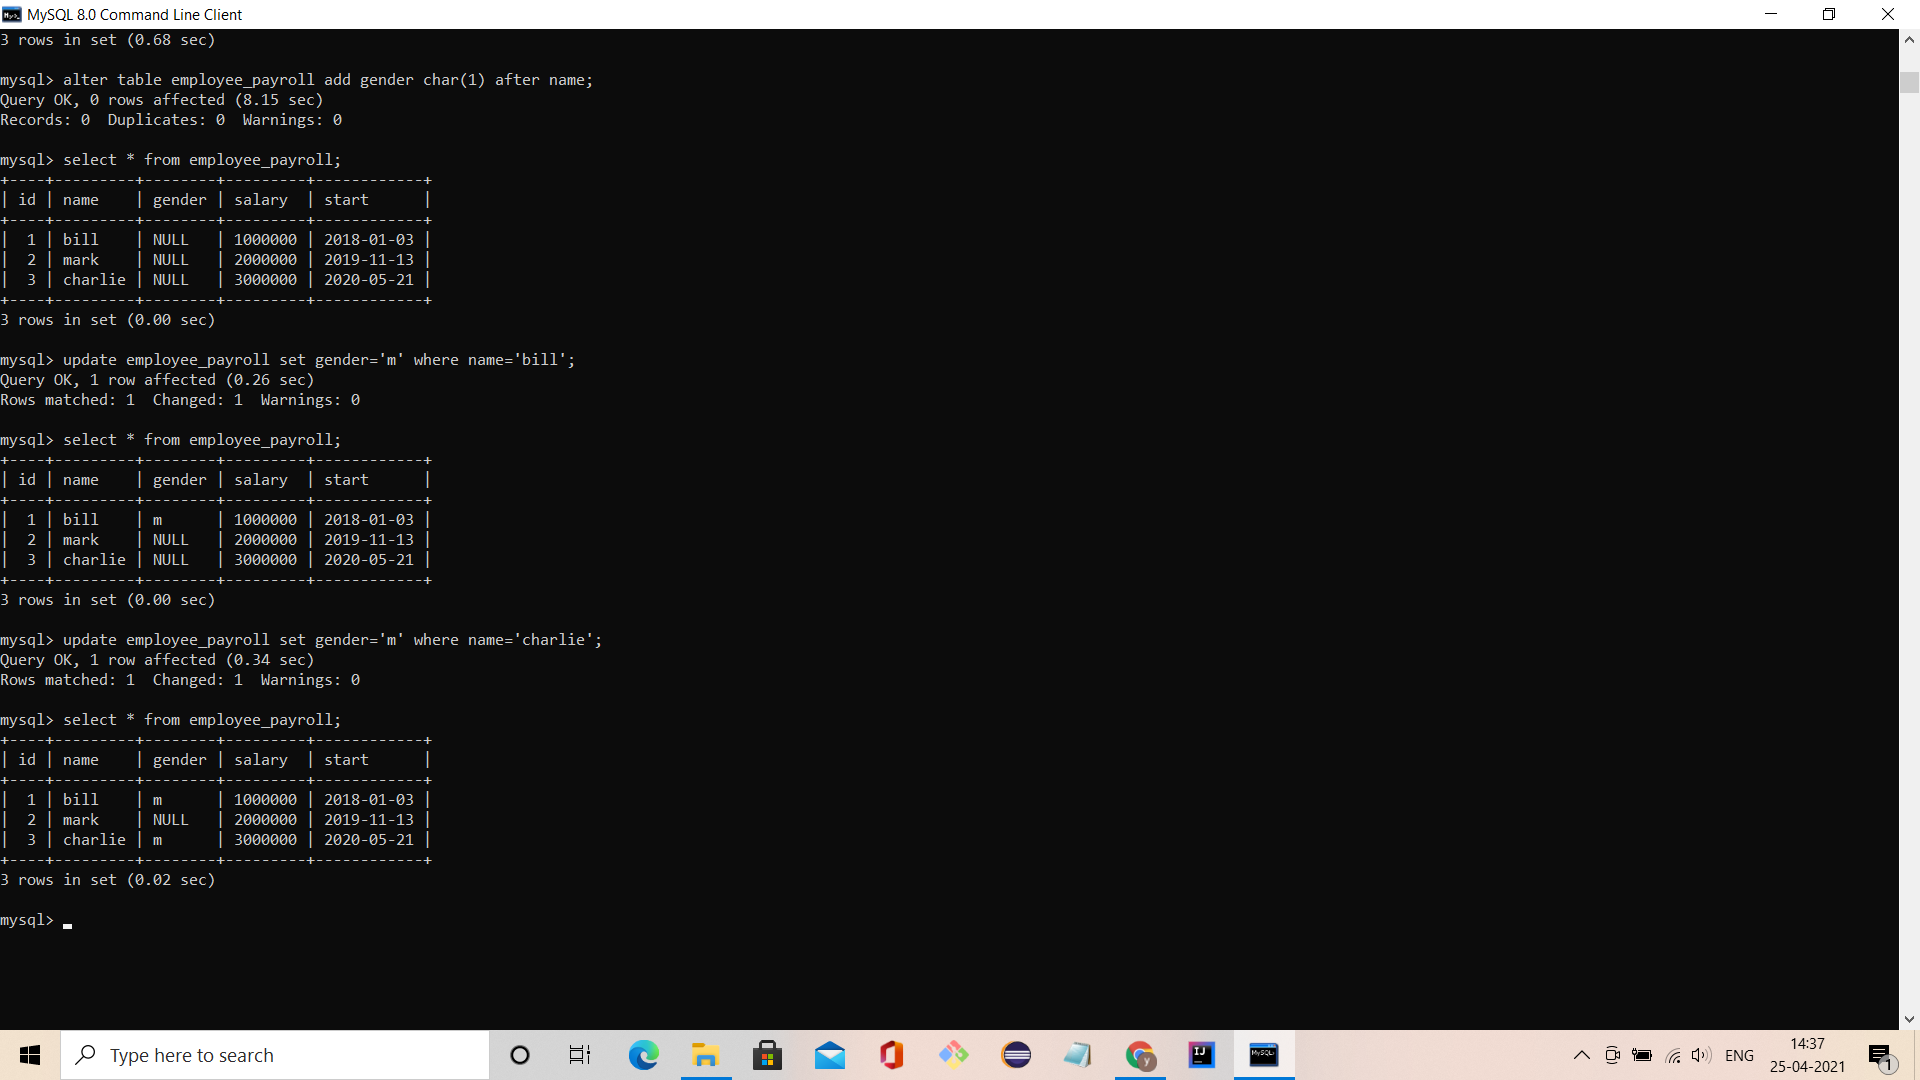 MySQL 8.0 Command Line Client
3 rows in set (0.68 sec)
mysql> alter table employee_payroll add gender char(1) after name;
Query OK, 0 rows affected (8.15 sec)
Records: 0  Duplicates: 0  Warnings: 0
mysql> select * from employee_payroll;
+----+---------+--------+---------+------------+
| id | name    | gender | salary  | start      |
+----+---------+--------+---------+------------+
|  1 | bill    | NULL   | 1000000 | 2018-01-03 |
|  2 | mark    | NULL   | 2000000 | 2019-11-13 |
|  3 | charlie | NULL   | 3000000 | 2020-05-21 |
+----+---------+--------+---------+------------+
3 rows in set (0.00 sec)
mysql> update employee_payroll set gender='m' where name='bill';
Query OK, 1 row affected (0.26 sec)
Rows matched: 1  Changed: 1  Warnings: 0
mysql> select * from employee_payroll;
+----+---------+--------+---------+------------+
| id | name    | gender | salary  | start      |
+----+---------+--------+---------+------------+
|  1 | bill    | m      | 1000000 | 2018-01-03 |
|  2 | mark    | NULL   | 2000000 | 2019-11-13 |
|  3 | charlie | NULL   | 3000000 | 2020-05-21 |
+----+---------+--------+---------+------------+
3 rows in set (0.00 sec)
mysql> update employee_payroll set gender='m' where name='charlie';
Query OK, 1 row affected (0.34 sec)
Rows matched: 1  Changed: 1  Warnings: 0
mysql> select * from employee_payroll;
+----+---------+--------+---------+------------+
| id | name    | gender | salary  | start      |
+----+---------+--------+---------+------------+
|  1 | bill    | m      | 1000000 | 2018-01-03 |
|  2 | mark    | NULL   | 2000000 | 2019-11-13 |
|  3 | charlie | m      | 3000000 | 2020-05-21 |
+----+---------+--------+---------+------------+
3 rows in set (0.02 sec)
mysql>
Type here to search
y
IJ
MySQL
ENG
14:37
25-04-2021
1